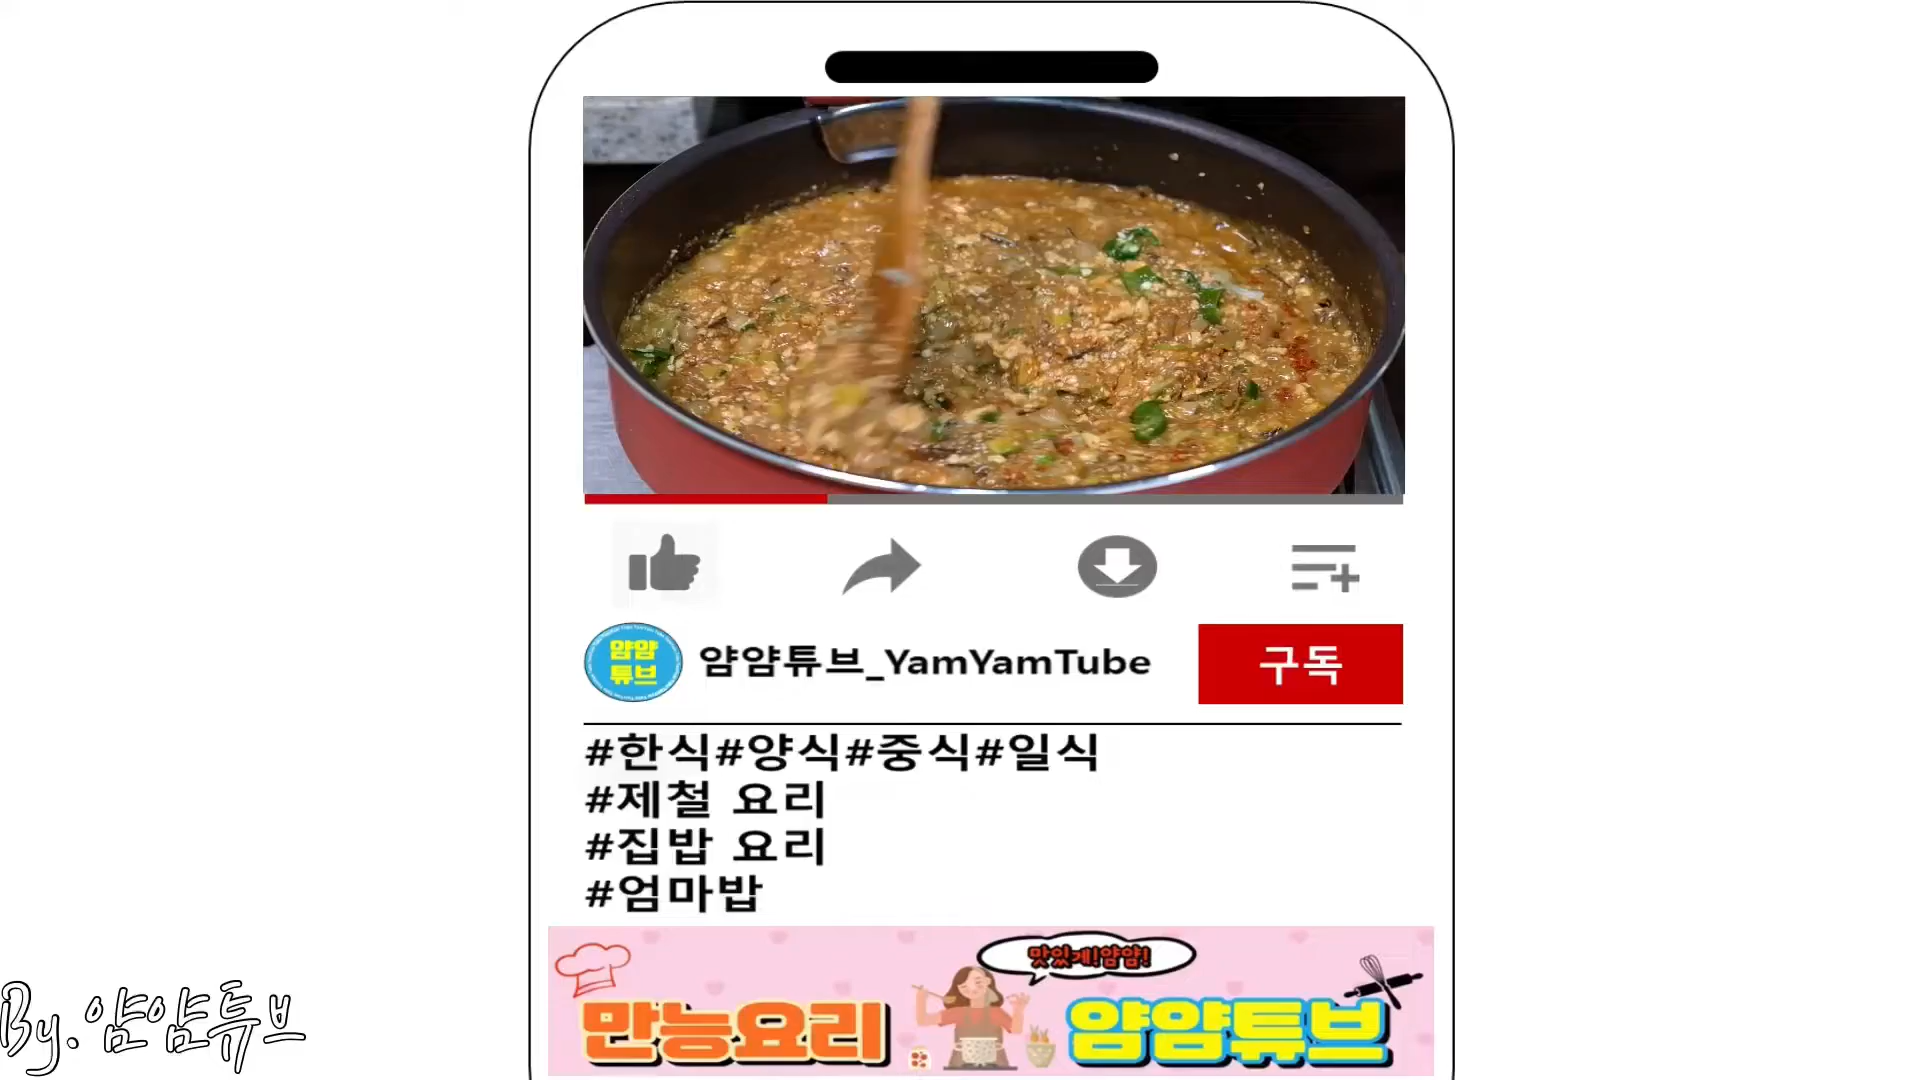 얌얌
튜브
얌얌튜브_YamYamTube
구독
#한식#양식#중식#일식
#제철 요리
#집밥 요리
#엄마밥
맛있게!얌얌!
만능요리
얌얌튜브
By. 얌얌튜브